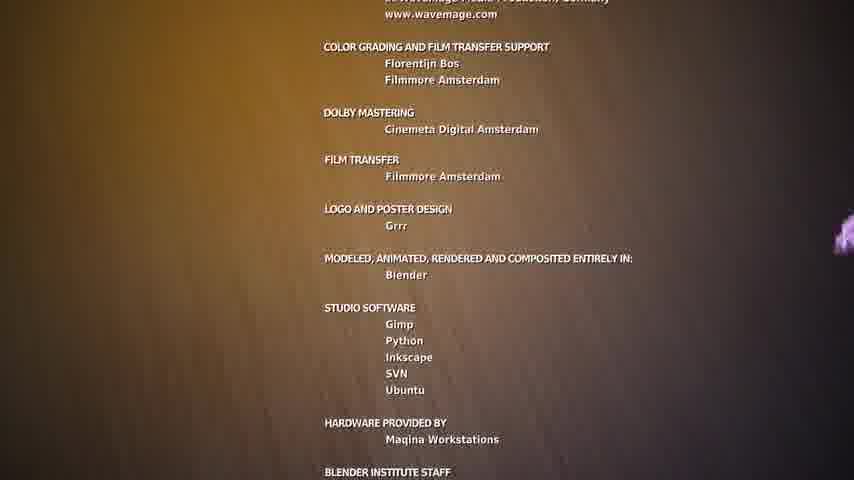 www.wavemage.com
COLOR GRADING AND FILM TRANSFER SUPPORT
Florentijn Bos
Filmmore Amsterdam
DOLBY MASTERING
Cinemeta Digital Amsterdam
FILM TRANSFER
Filmmore Amsterdam
LOGO AND POSTER DESIGN
Grrr
MODELED, ANIMATED, RENDERED AND COMPOSITED ENTIRELY IN:
Blender
STUDIO SOFTWARE
Gimp
Python
Inkscape
SVN
Ubuntu
HARDWARE PROVIDED BY
Maqina Workstations
BLENDER INSTITUTE STAFF